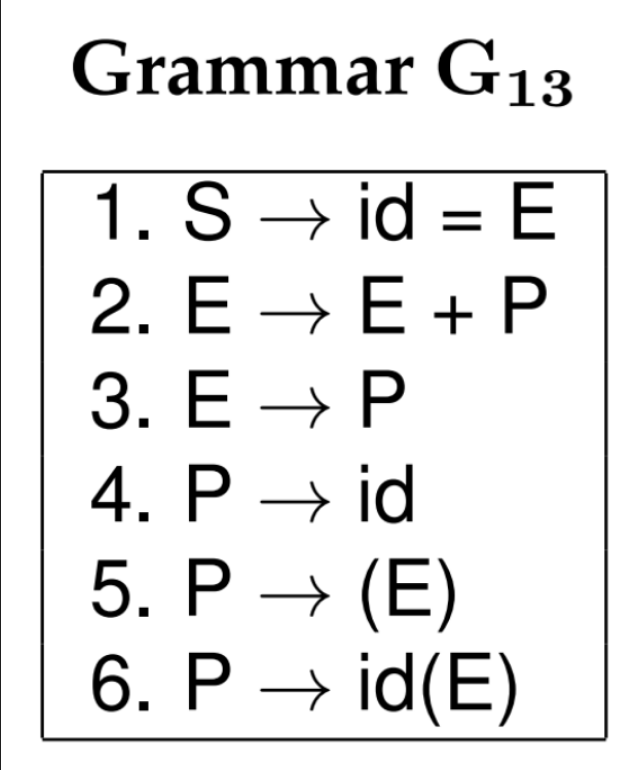 Grammar G₁₃
1. S → id = E
2. E → E + P
3. E → P
4. P → id
5. P → (E)
6. P → id(E)